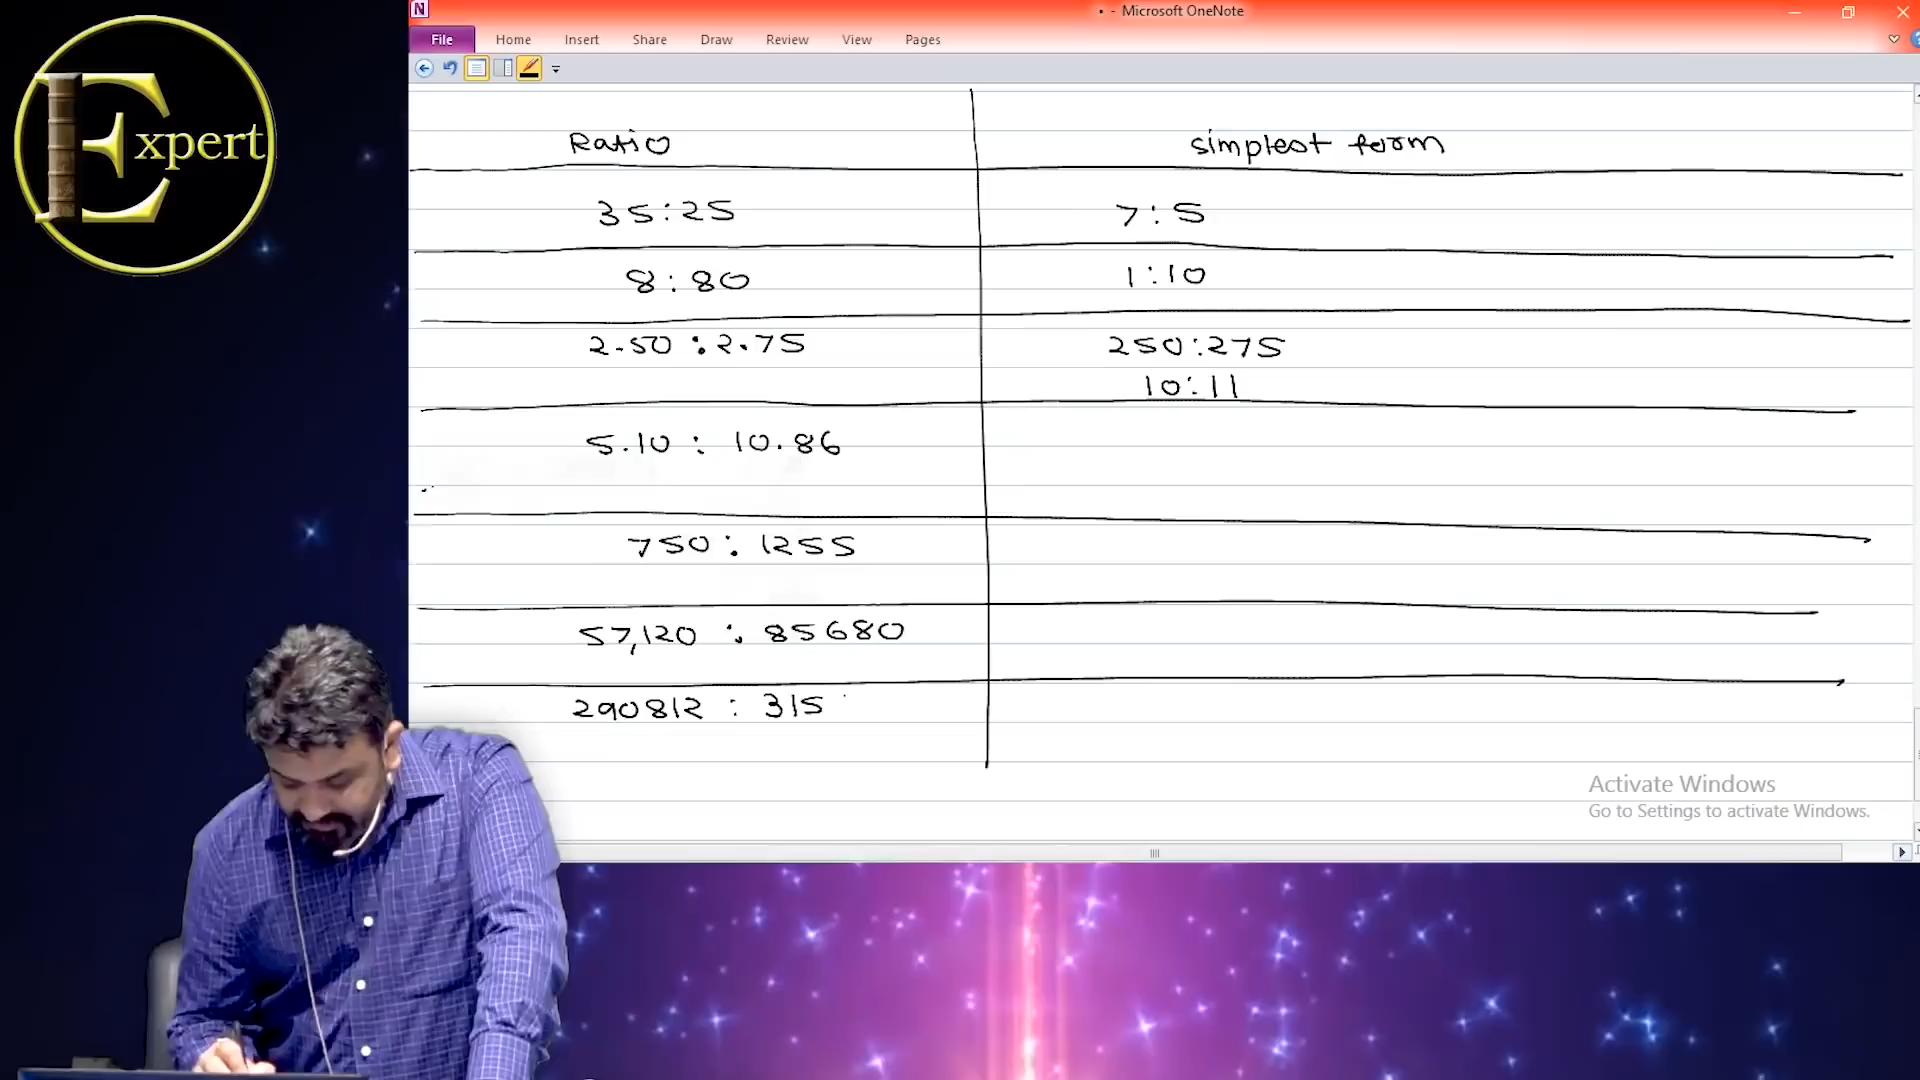 Expert
N - Microsoft OneNote
File Home Insert Share Draw Review View Pages
Ratio simplest form
35:25 7:5
8:80 1:10
2.50 : 2.75 250:275
10:11
5.10 : 10.86
750 : 1255
57,120 : 85680
290812 : 315
Activate Windows
Go to Settings to activate Windows.